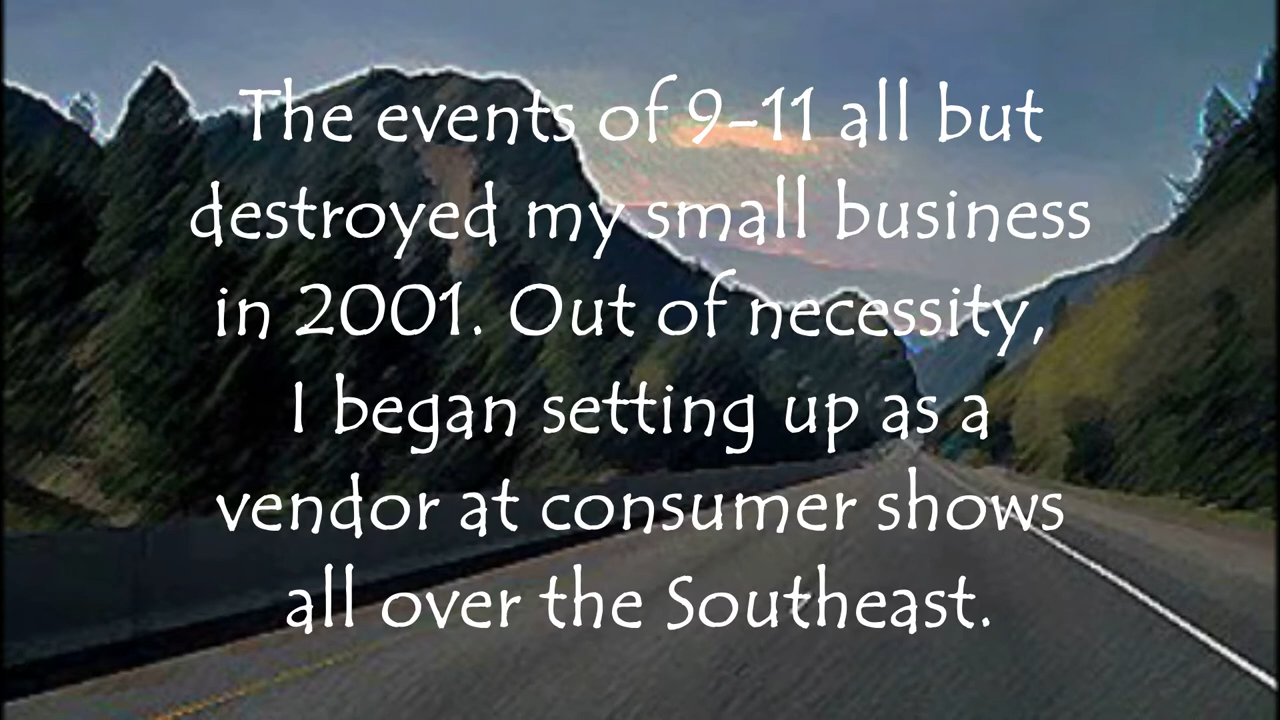 The events of 9-11 all but
destroyed my small business
in 2001. Out of necessity,
I began setting up as a
vendor at consumer shows
all over the Southeast.